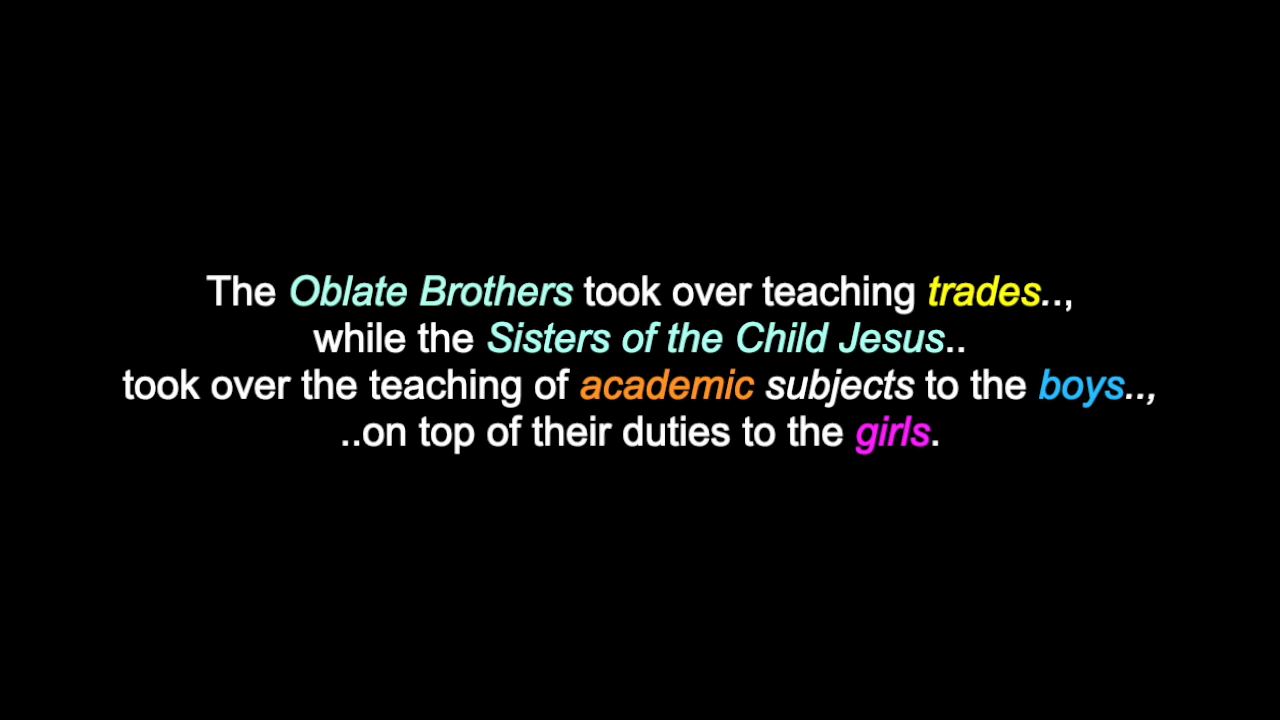 The Oblate Brothers took over teaching trades..,
while the Sisters of the Child Jesus..
took over the teaching of academic subjects to the boys..,
..on top of their duties to the girls.